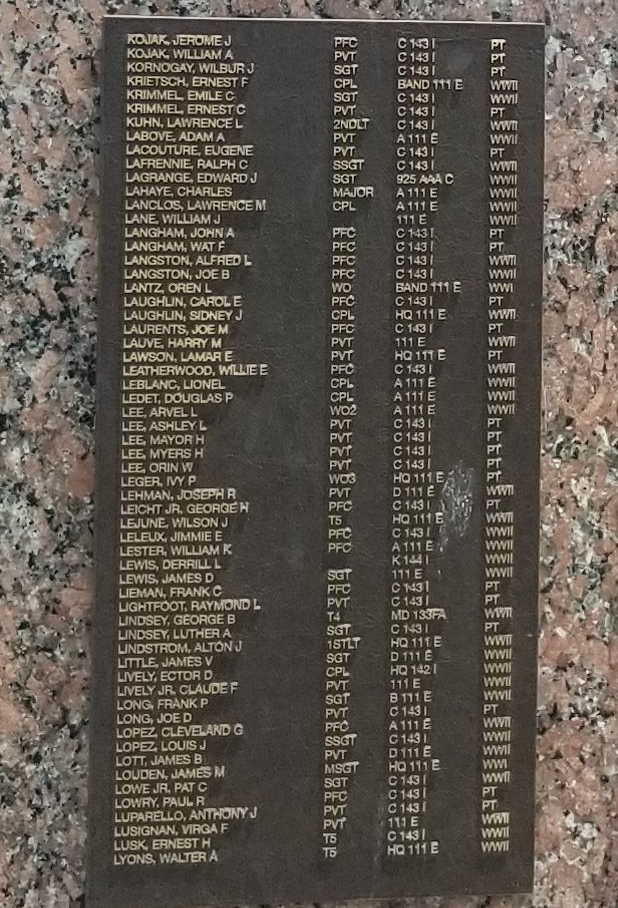 KOJAK, JEROME J PFC C 143 I PT
KOJAK, WILLIAM A PVT C 143 I PT
KORNOGAY, WILBUR J SGT C 143 I PT
KRIETSCH, ERNEST F CPL BAND 111 E WWII
KRIMMEL, EMILE C SGT C 143 I WWII
KRIMMEL, ERNEST C PVT C 143 I PT
KUHN, LAWRENCE L 2NDLT C 143 I WWII
LABOVE, ADAM A PVT A 111 E WWII
LACOUTURE, EUGENE PVT C 143 I PT
LAFRENNIE, RALPH C SSGT C 143 I WWII
LAGRANGE, EDWARD J SGT 925 AAA C WWII
LAHAYE, CHARLES MAJOR A 111 E WWII
LANCLOS, LAWRENCE M CPL A 111 E WWII
LANE, WILLIAM J 111 E WWII
LANGHAM, JOHN A PFC C 143 I PT
LANGHAM, WAT F PFC C 143 I PT
LANGSTON, ALFRED L PFC C 143 I WWII
LANGSTON, JOE B PFC C 143 I WWII
LANTZ, OREN L WO BAND 111 E WWI
LAUGHLIN, CAROL E PFC C 143 I PT
LAUGHLIN, SIDNEY J CPL HQ 111 E WWII
LAURENTS, JOE M PFC C 143 I PT
LAUVE, HARRY M PVT 111 E WWII
LAWSON, LAMAR E PVT HQ 111 E PT
LEATHERWOOD, WILLIE E PFC C 143 I WWII
LEBLANC, LIONEL CPL A 111 E WWII
LEDET, DOUGLAS P CPL A 111 E WWII
LEE, ARVEL L WO2 A 111 E WWII
LEE, ASHLEY L PVT C 143 I PT
LEE, MAYOR H PVT C 143 I PT
LEE, MYERS H PVT C 143 I PT
LEE, ORIN W PVT C 143 I PT
LEGER, IVY P WO3 HQ 111 E PT
LEHMAN, JOSEPH R PVT D 111 E WWII
LEICHT JR, GEORGE H PFC C 143 I PT
LEJUNE, WILSON J T5 HQ 111 E WWII
LELEUX, JIMMIE E PFC C 143 I WWII
LESTER, WILLIAM K PFC A 111 E WWII
LEWIS, DERRILL L K 144 I WWII
LEWIS, JAMES D SGT 111 E WWII
LIEMAN, FRANK C PFC C 143 I PT
LIGHTFOOT, RAYMOND L PVT C 143 I PT
LINDSEY, GEORGE B T4 MD 133FA WWII
LINDSEY, LUTHER A SGT C 143 I PT
LINDSTROM, ALTON J 1STLT HQ 111 E WWII
LITTLE, JAMES V SGT D 111 E WWII
LIVELY, ECTOR D CPL HQ 142 I WWII
LIVELY JR, CLAUDE F PVT 111 E WWII
LONG, FRANK P SGT B 111 E WWII
LONG, JOE D PVT C 143 I PT
LOPEZ, CLEVELAND G PFC A 111 E WWII
LOPEZ, LOUIS J SSGT C 143 I WWII
LOTT, JAMES B PVT D 111 E WWII
LOUDEN, JAMES M MSGT HQ 111 E WWI
LOWE JR, PAT C SGT C 143 I WWII
LOWRY, PAUL R PFC C 143 I PT
LUPARELLO, ANTHONY J PVT C 143 I PT
LUSIGNAN, VIRGA F PVT 111 E WWII
LUSK, ERNEST H T5 C 143 I WWII
LYONS, WALTER A T5 HQ 111 E WWII